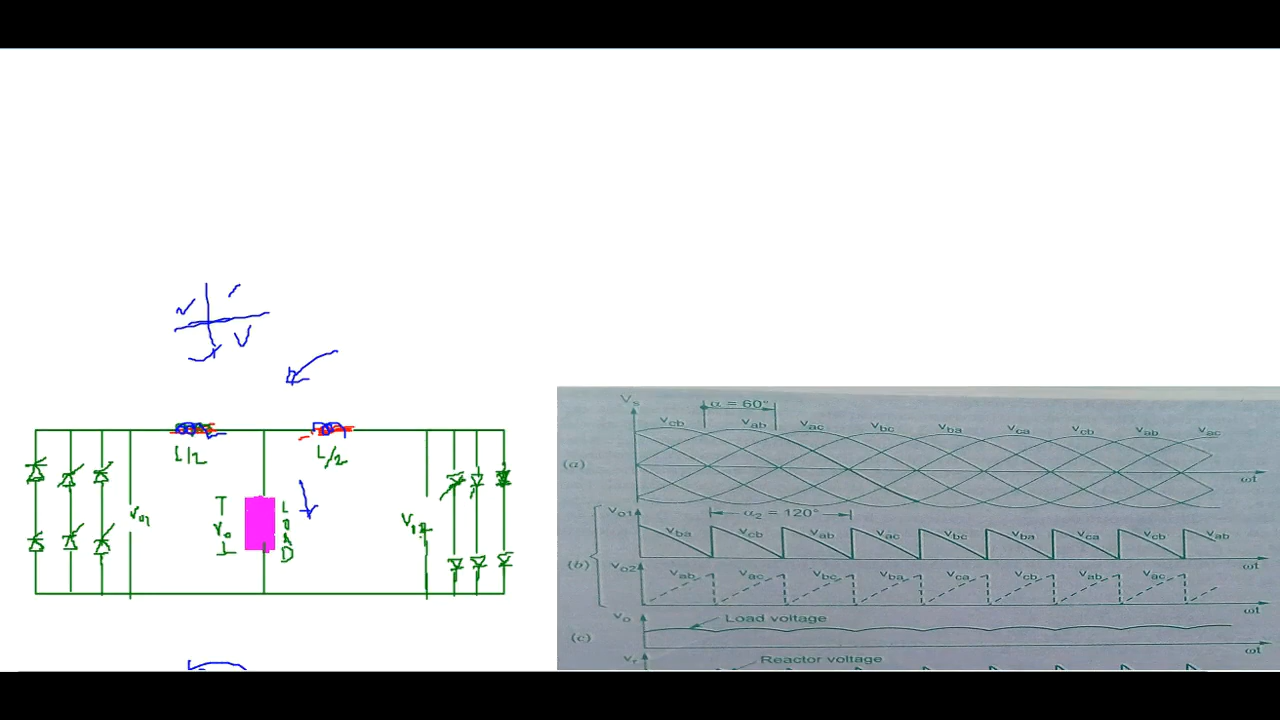 L/2
L/2
V01
T
V0
L
O
A
D
V02
Vs
α = 60°
vcb
vab
vac
vbc
vba
vca
vcb
vab
vac
(a)
ωt
vo1
α2 = 120°
vba
vcb
vab
vac
vbc
vba
vca
vcb
vab
(b)
ωt
vo2
vab
vac
vbc
vba
vca
vcb
vab
vac
ωt
vo
Load voltage
(c)
ωt
vr
Reactor voltage